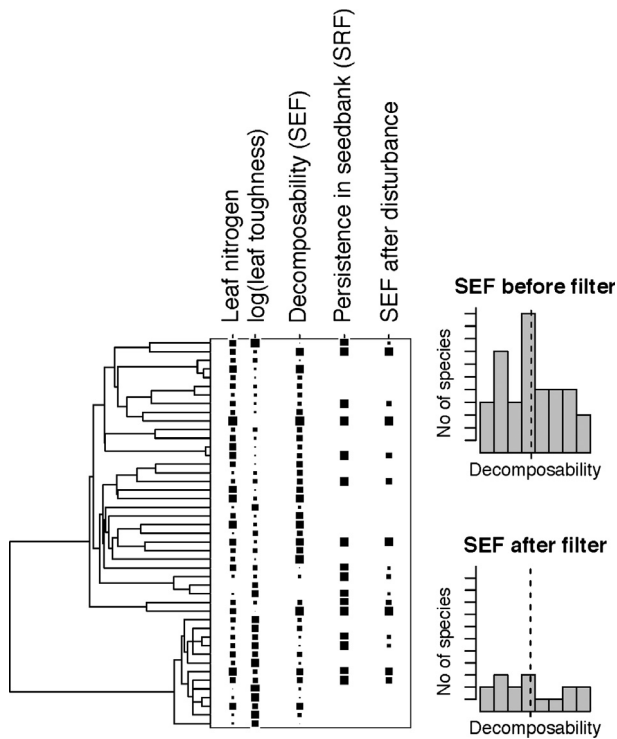 Leaf nitrogen
log(leaf toughness)
Decomposability (SEF)
Persistence in seedbank (SRF)
SEF after disturbance
SEF before filter
No of species
Decomposability
SEF after filter
No of species
Decomposability